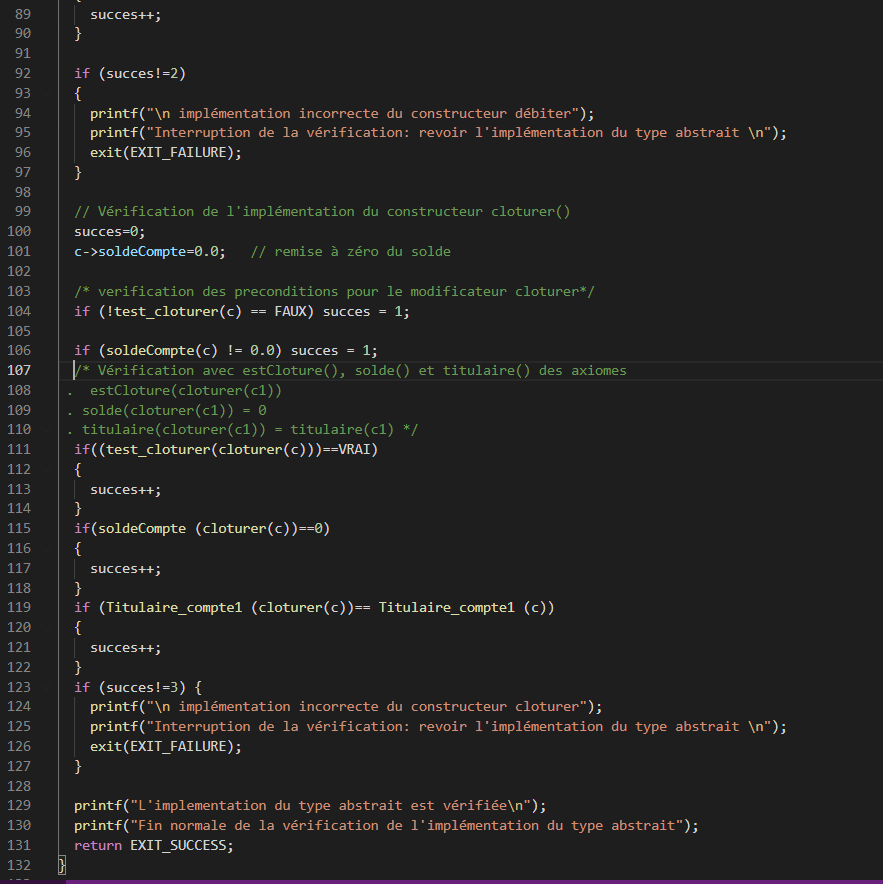 89 succes++;
90 }
91
92 if (succes!=2)
93 {
94 printf("\n implémentation incorrecte du constructeur débiter");
95 printf("Interruption de la vérification: revoir l'implémentation du type abstrait \n");
96 exit(EXIT_FAILURE);
97 }
98
99 // Vérification de l'implémentation du constructeur cloturer()
100 succes=0;
101 c->soldeCompte=0.0; // remise à zéro du solde
102
103 /* verification des preconditions pour le modificateur cloturer*/
104 if (!test_cloturer(c) == FAUX) succes = 1;
105
106 if (soldeCompte(c) != 0.0) succes = 1;
107 /* Vérification avec estCloture(), solde() et titulaire() des axiomes
108 . estCloture(cloturer(c1))
109 . solde(cloturer(c1)) = 0
110 . titulaire(cloturer(c1)) = titulaire(c1) */
111 if((test_cloturer(cloturer(c)))==VRAI)
112 {
113 succes++;
114 }
115 if(soldeCompte (cloturer(c))==0)
116 {
117 succes++;
118 }
119 if (Titulaire_compte1 (cloturer(c))== Titulaire_compte1 (c))
120 {
121 succes++;
122 }
123 if (succes!=3) {
124 printf("\n implémentation incorrecte du constructeur cloturer");
125 printf("Interruption de la vérification: revoir l'implémentation du type abstrait \n");
126 exit(EXIT_FAILURE);
127 }
128
129 printf("L'implementation du type abstrait est vérifiée\n");
130 printf("Fin normale de la vérification de l'implémentation du type abstrait");
131 return EXIT_SUCCESS;
132 }